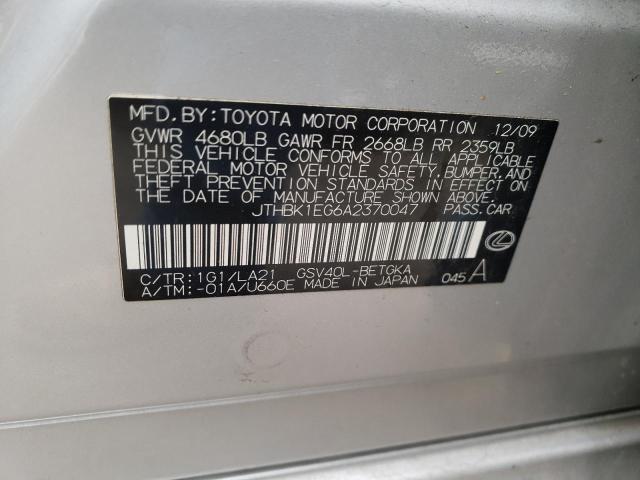 MFD. BY: TOYOTA MOTOR CORPORATION 12/09
GVWR 4680LB GAWR FR 2668LB RR 2359LB
THIS VEHICLE CONFORMS TO ALL APPLICABLE
FEDERAL MOTOR VEHICLE SAFETY, BUMPER, AND
THEFT PREVENTION STANDARDS IN EFFECT ON
THE DATE OF MANUFACTURE SHOWN ABOVE.
JTHBK1EG6A2370047 PASS. CAR
C/TR: 1G1/LA21 GSV40L-BETGKA
A/TM: -01A/U660E MADE IN JAPAN 045 A